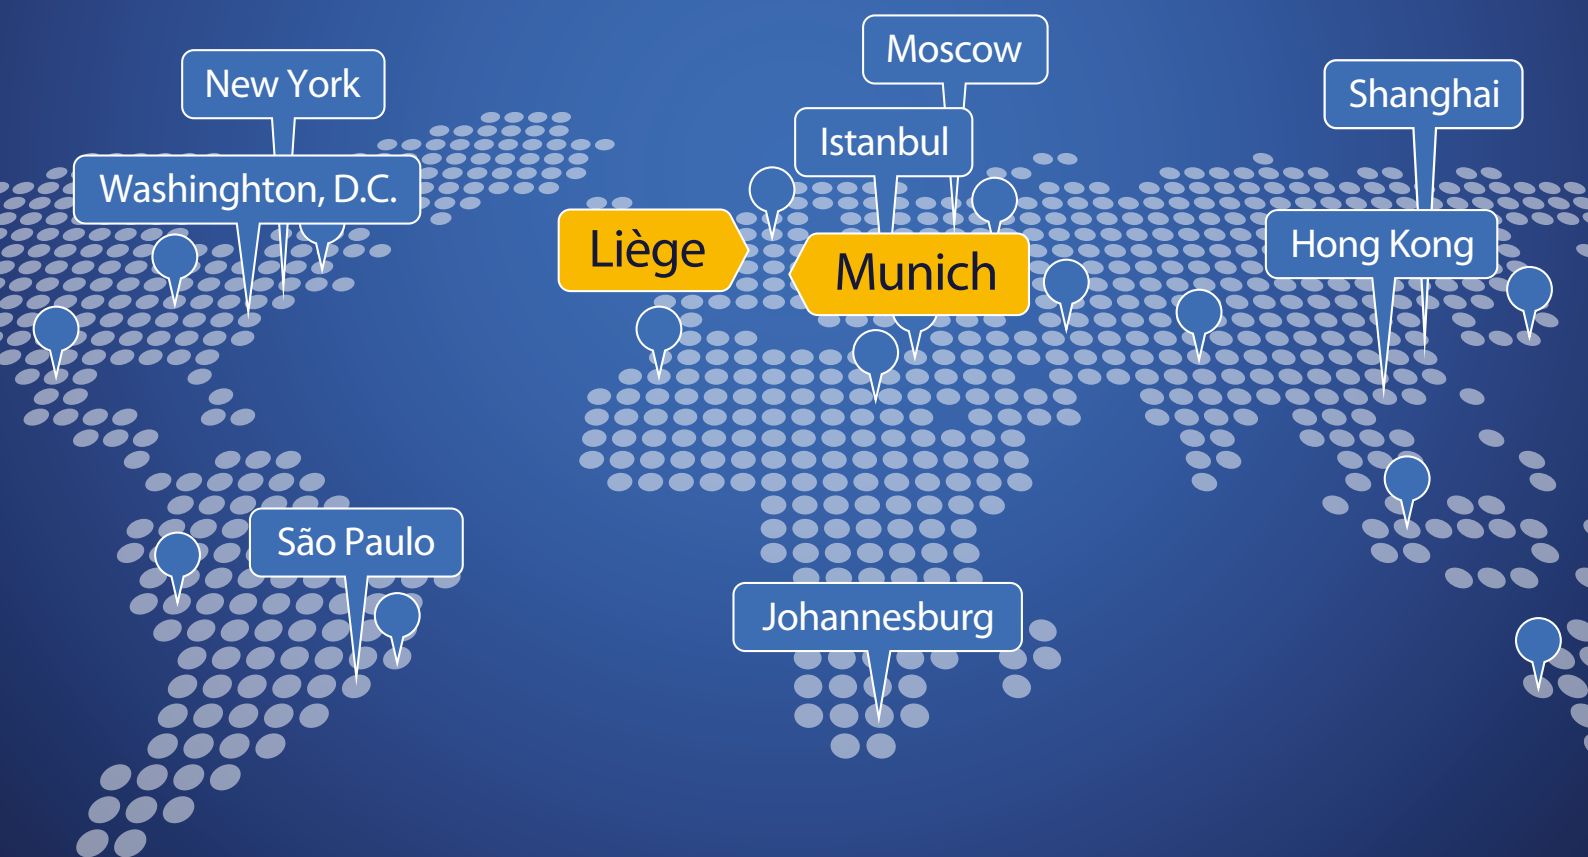 Moscow
New York
Shanghai
Istanbul
Washinghton, D.C.
Liège
Munich
Hong Kong
São Paulo
Johannesburg